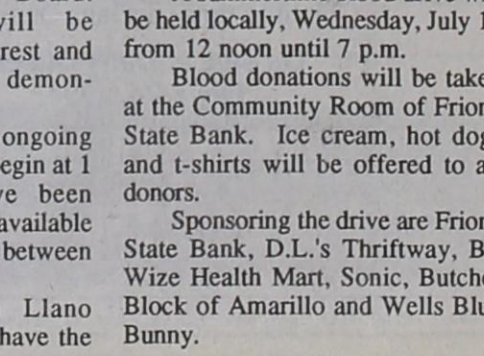 will be
rest and
demon-
ongoing
egin at 1
been
available
between
Llano
have the
be held locally, Wednesday, July 1
from 12 noon until 7 p.m.
Blood donations will be take
at the Community Room of Frion
State Bank. Ice cream, hot dog
and t-shirts will be offered to a
donors.
Sponsoring the drive are Frion
State Bank, D.L.'s Thriftway, B
Wize Health Mart, Sonic, Butche
Block of Amarillo and Wells Blu
Bunny.